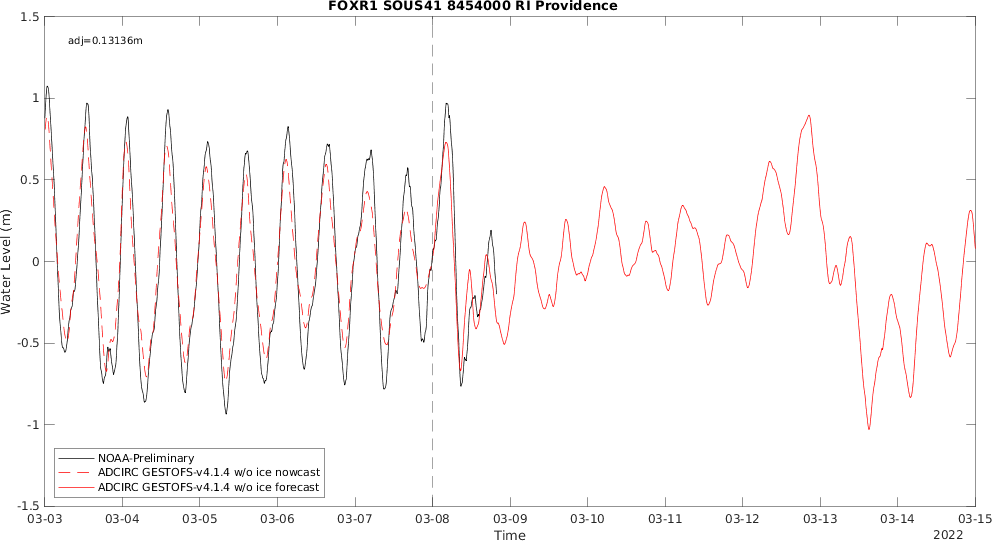 FOXR1 SOUS41 8454000 RI Providence
adj=0.13136m
1.5
1
0.5
0
-0.5
-1
-1.5
Water Level (m)
NOAA-Preliminary
ADCIRC GESTOFS-v4.1.4 w/o ice nowcast
ADCIRC GESTOFS-v4.1.4 w/o ice forecast
03-03 03-04 03-05 03-06 03-07 03-08 03-09 03-10 03-11 03-12 03-13 03-14 03-15
Time
2022